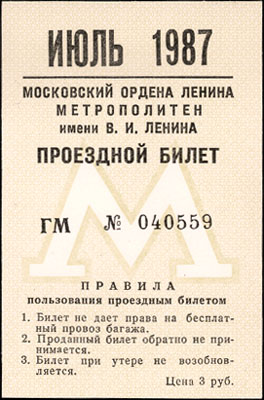 ИЮЛЬ 1987
МОСКОВСКИЙ ОРДЕНА ЛЕНИНА
МЕТРОПОЛИТЕН
имени В. И. ЛЕНИНА
ПРОЕЗДНОЙ БИЛЕТ
М
ГМ № 040559
ПРАВИЛА
пользования проездным билетом
1. Билет не дает права на бесплат-
ный провоз багажа.
2. Проданный билет обратно не при-
нимается.
3. Билет при утере не возобнов-
ляется.
Цена 3 руб.